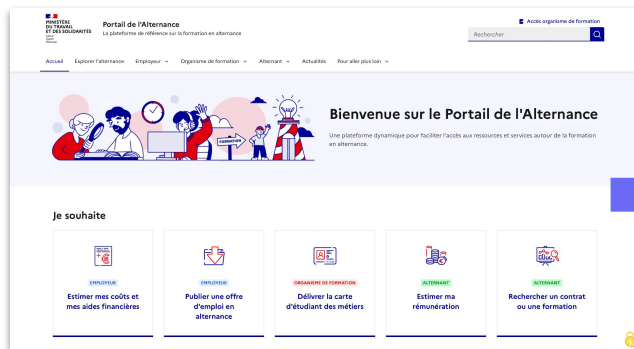 MINISTÈRE
DU TRAVAIL
ET DES SOLIDARITÉS
Liberté
Égalité
Fraternité
Portail de l'Alternance
La plateforme de référence sur la formation en alternance
Accès organisme de formation
Rechercher
Accueil Explorer l'alternance Employeur Organisme de formation Alternant Actualités Pour aller plus loin
FORMATION
Bienvenue sur le Portail de l'Alternance
Une plateforme dynamique pour faciliter l'accès aux ressources et services autour de la formation
en alternance.
Je souhaite
EMPLOYEUR
Estimer mes coûts et
mes aides financières
EMPLOYEUR
Publier une offre
d'emploi en
alternance
ORGANISME DE FORMATION
Délivrer la carte
d'étudiant des métiers
ALTERNANT
Estimer ma
rémunération
ALTERNANT
Rechercher un contrat
ou une formation